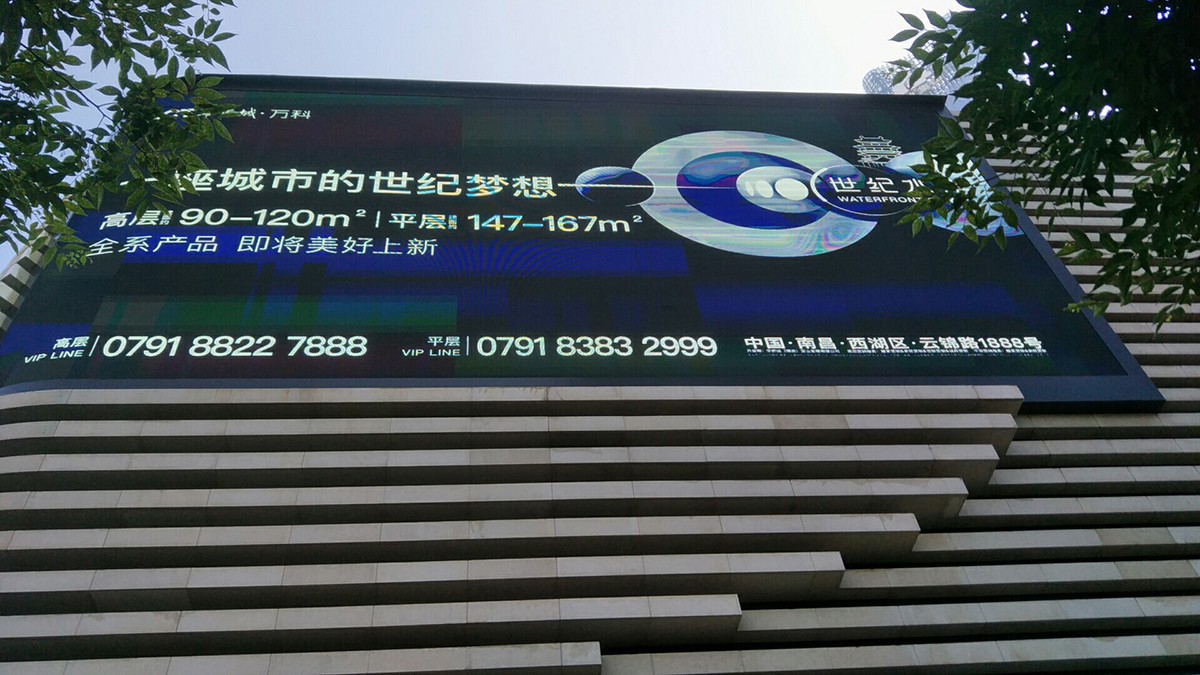 城·万科
座城市的世纪梦想
世纪
WATERFRONT
高层 90-120m² | 平层 147-167m²
全系产品 即将美好上新
高层 VIP LINE | 0791 8822 7888
平层 VIP LINE | 0791 8383 2999
中国·南昌·西湖区·云锦路1888号